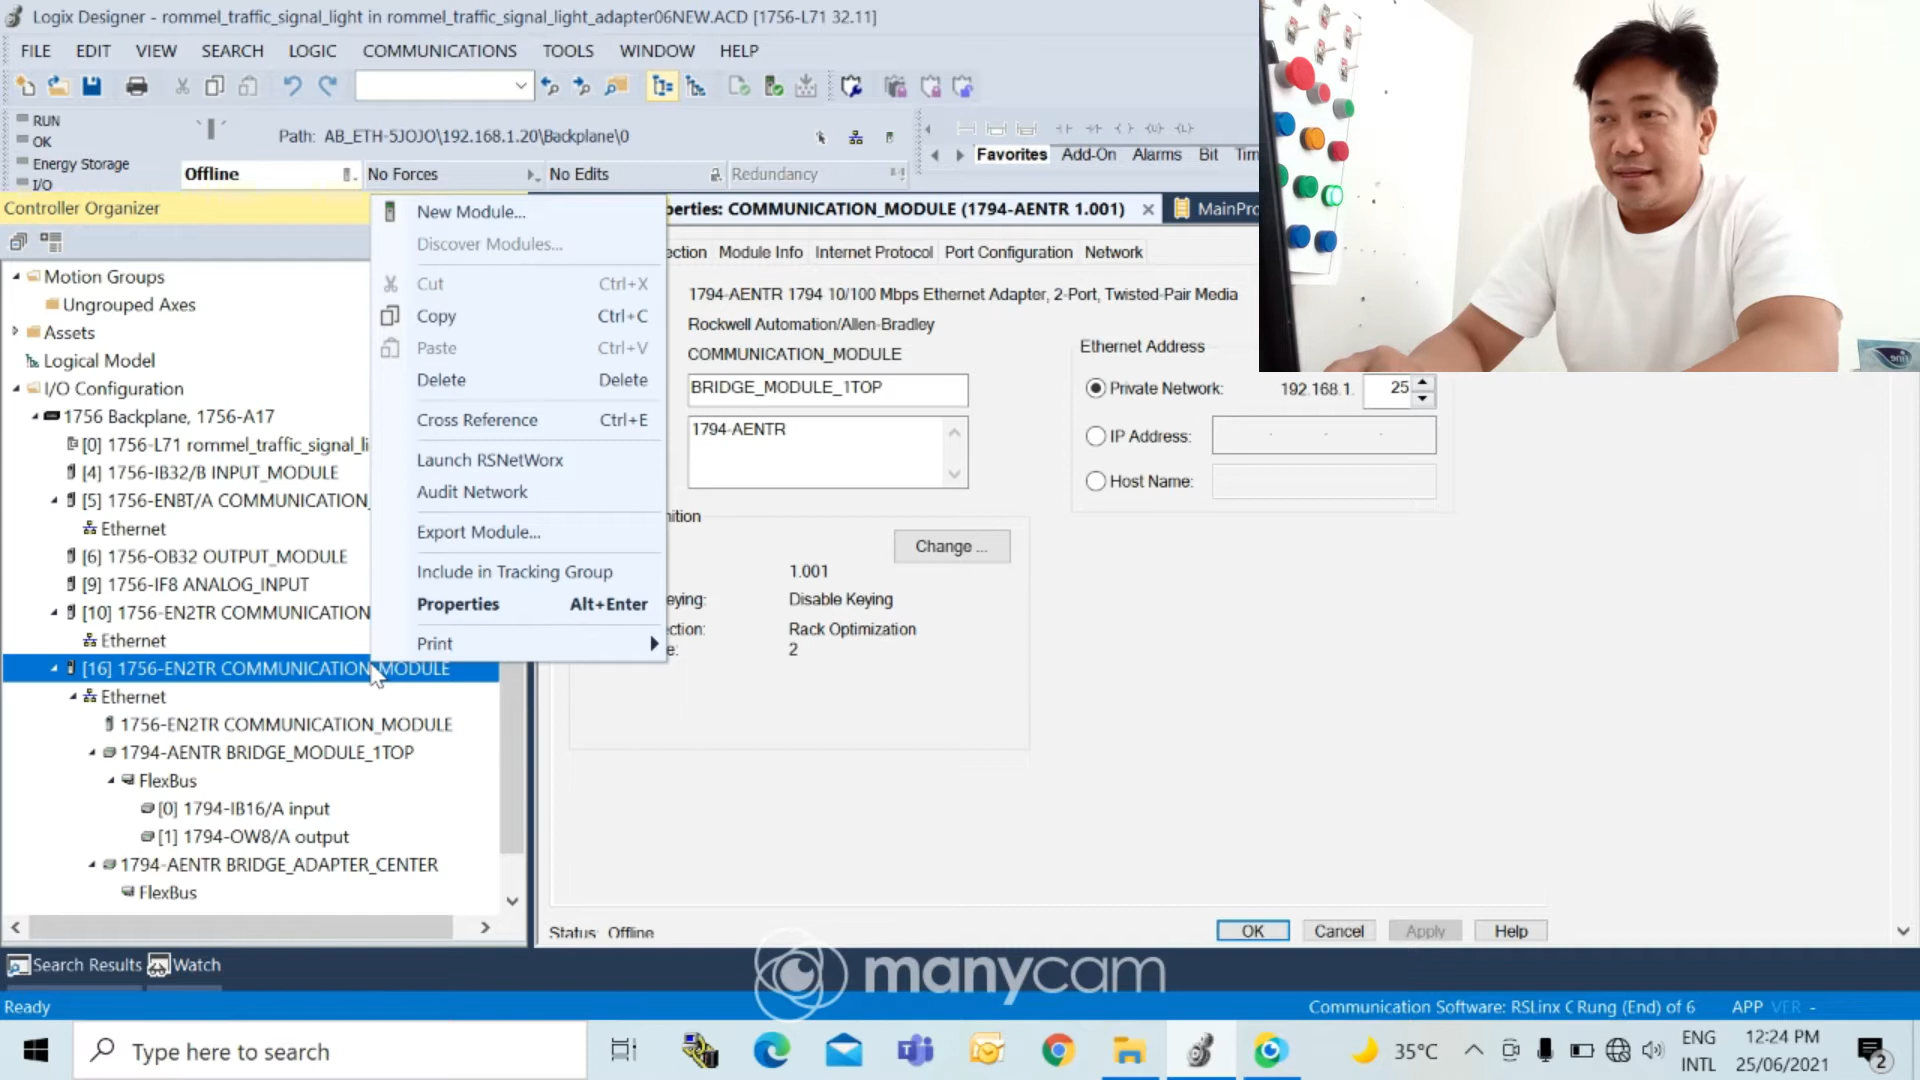 Logix Designer - rommel_traffic_signal_light in rommel_traffic_signal_light_adapter06NEW.ACD [1756-L71 32.11]
FILE EDIT VIEW SEARCH LOGIC COMMUNICATIONS TOOLS WINDOW HELP
RUN
OK
Energy Storage
I/O
Path: AB_ETH-5JOJO\192.168.1.20\Backplane\0
Offline No Forces No Edits Redundancy
Favorites Add-On Alarms Bit Tim
Controller Organizer
Motion Groups
Ungrouped Axes
Assets
Logical Model
I/O Configuration
1756 Backplane, 1756-A17
[0] 1756-L71 rommel_traffic_signal_li
[4] 1756-IB32/B INPUT_MODULE
[5] 1756-ENBT/A COMMUNICATION_
Ethernet
[6] 1756-OB32 OUTPUT_MODULE
[9] 1756-IF8 ANALOG_INPUT
[10] 1756-EN2TR COMMUNICATION
Ethernet
[16] 1756-EN2TR COMMUNICATION_MODULE
Ethernet
1756-EN2TR COMMUNICATION_MODULE
1794-AENTR BRIDGE_MODULE_1TOP
FlexBus
[0] 1794-IB16/A input
[1] 1794-OW8/A output
1794-AENTR BRIDGE_ADAPTER_CENTER
FlexBus
New Module...
Discover Modules...
Cut Ctrl+X
Copy Ctrl+C
Paste Ctrl+V
Delete Delete
Cross Reference Ctrl+E
Launch RSNetWorx
Audit Network
Export Module...
Include in Tracking Group
Properties Alt+Enter
Print
perties: COMMUNICATION_MODULE (1794-AENTR 1.001) MainPro
ection Module Info Internet Protocol Port Configuration Network
1794-AENTR 1794 10/100 Mbps Ethernet Adapter, 2-Port, Twisted-Pair Media
Rockwell Automation/Allen-Bradley
COMMUNICATION_MODULE
BRIDGE_MODULE_1TOP
1794-AENTR
Ethernet Address
Private Network: 192.168.1. 25
IP Address:
Host Name:
nition
Change ...
1.001
eying: Disable Keying
ction: Rack Optimization
e: 2
Status: Offline
OK Cancel Apply Help
Search Results Watch
manycam
Ready
Communication Software: RSLinx C Rung (End) of 6 APP VER
Type here to search
35°C
ENG
INTL
12:24 PM
25/06/2021
2